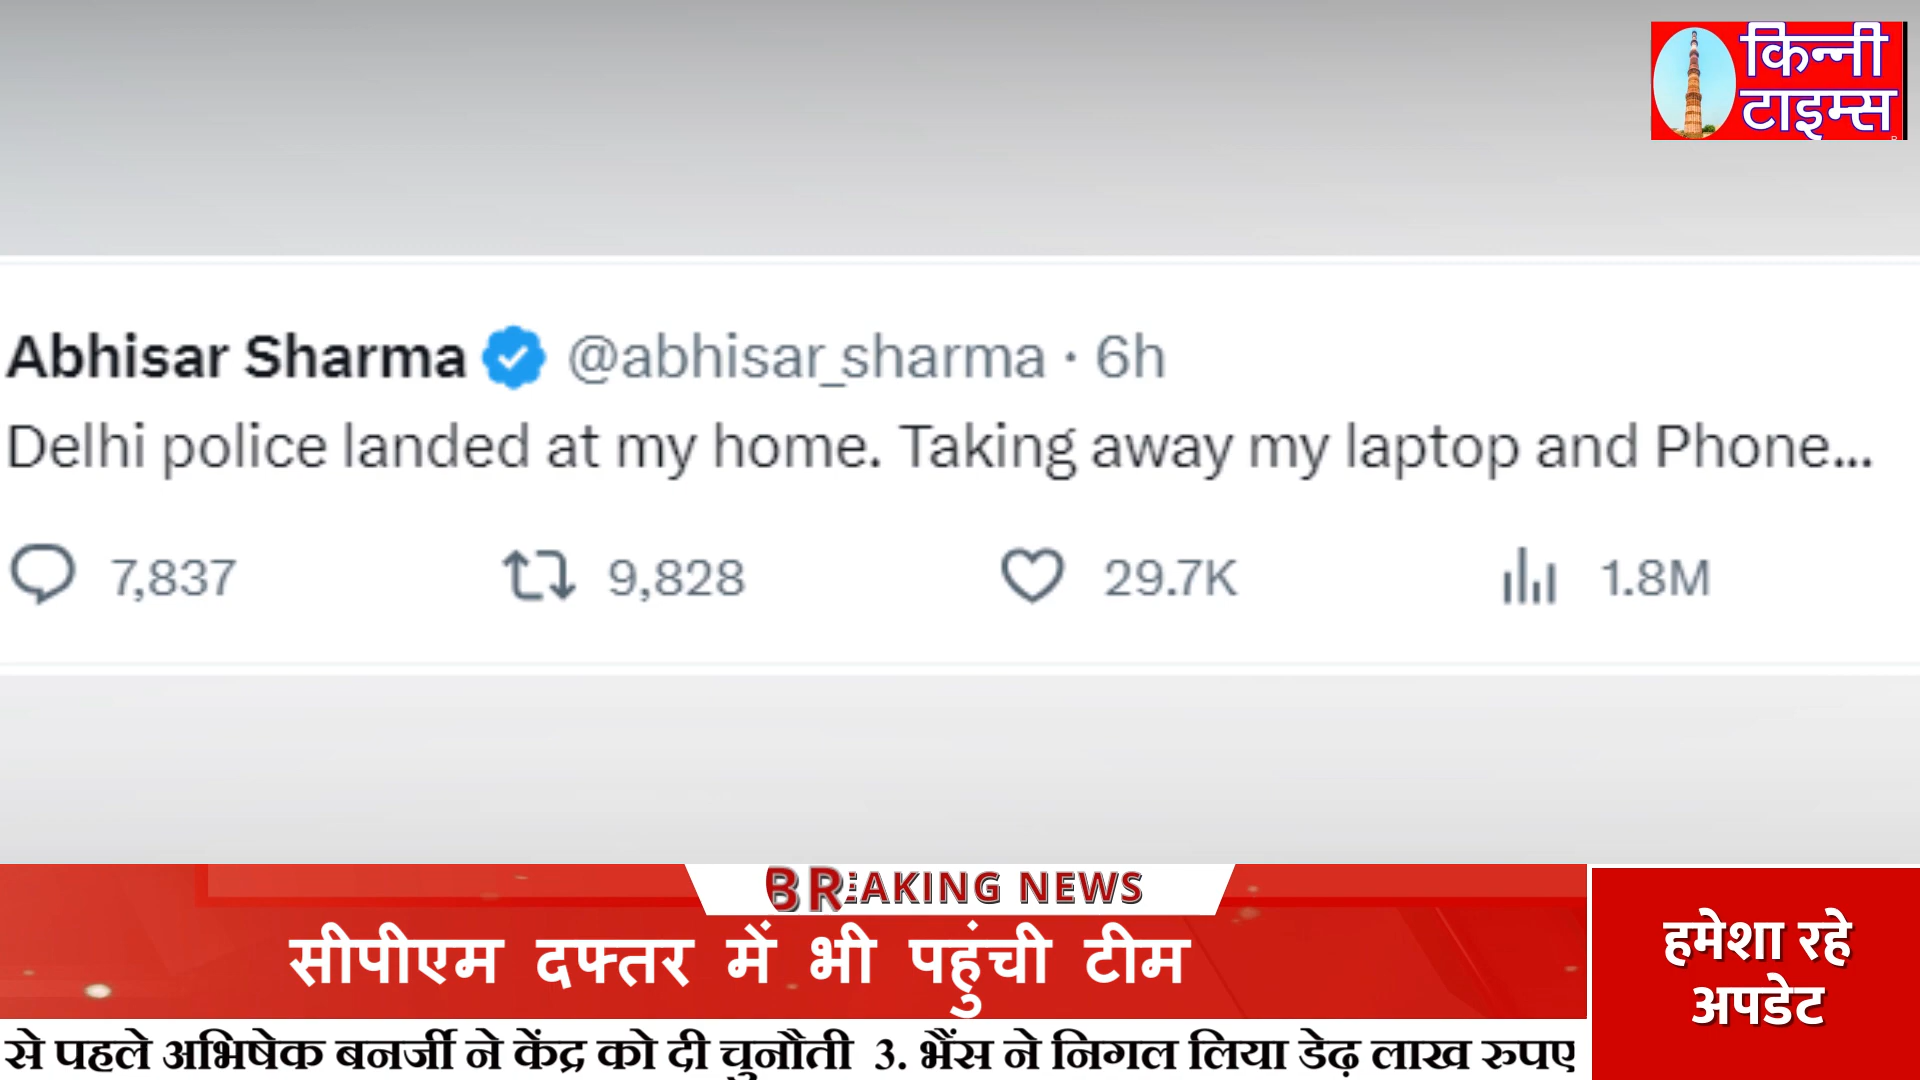 किन्नी
टाइम्स
Abhisar Sharma @abhisar_sharma · 6h
Delhi police landed at my home. Taking away my laptop and Phone...
7,837 9,828 29.7K 1.8M
BREAKING NEWS
सीपीएम दफ्तर में भी पहुंची टीम
हमेशा रहे
अपडेट
से पहले अभिषेक बनर्जी ने केंद्र को दी चुनौती 3. भैंस ने निगल लिया डेढ़ लाख रुपए